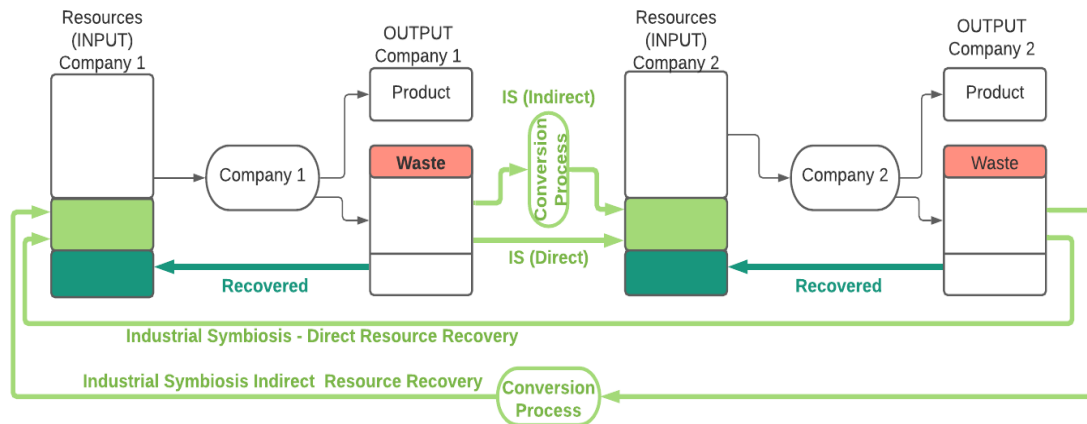 Resources
(INPUT)
Company 1
OUTPUT
Company 1
Product
Waste
Company 1
Recovered
IS (Indirect)
Conversion
Process
IS (Direct)
Resources
(INPUT)
Company 2
OUTPUT
Company 2
Product
Waste
Company 2
Recovered
Industrial Symbiosis - Direct Resource Recovery
Industrial Symbiosis Indirect  Resource Recovery
Conversion
Process